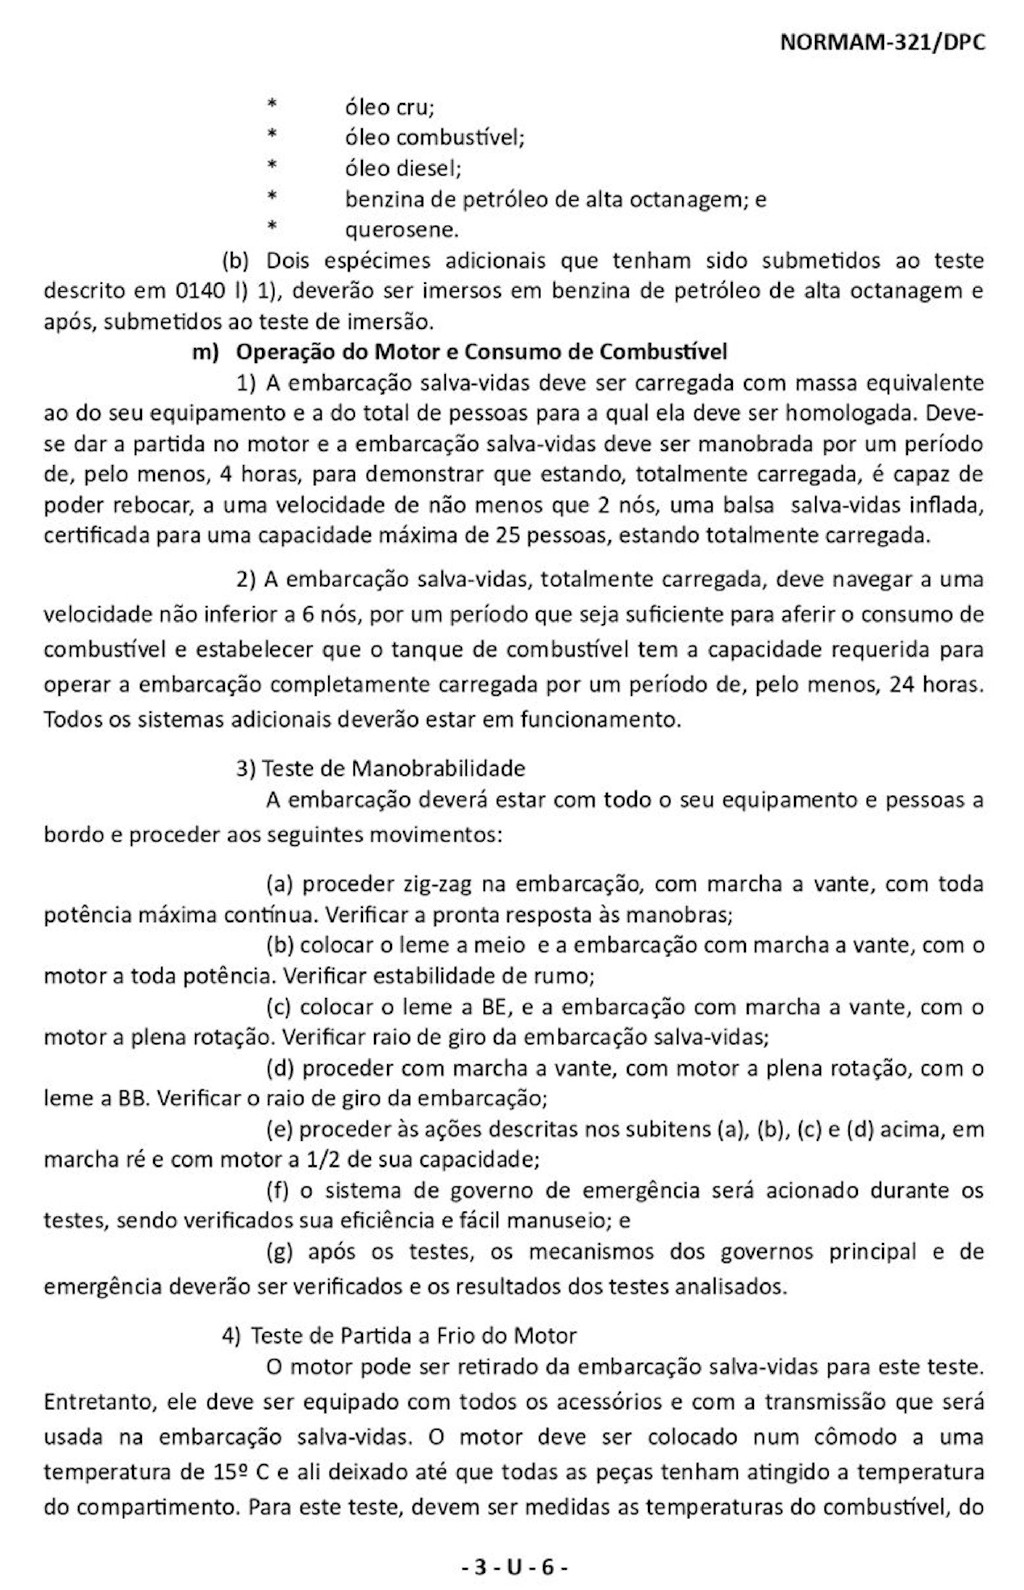 NORMAM-321/DPC
* óleo cru;
* óleo combustível;
* óleo diesel;
* benzina de petróleo de alta octanagem; e
* querosene.
(b) Dois espécimes adicionais que tenham sido submetidos ao teste
descrito em 0140 l) 1), deverão ser imersos em benzina de petróleo de alta octanagem e
após, submetidos ao teste de imersão.
m) Operação do Motor e Consumo de Combustível
1) A embarcação salva-vidas deve ser carregada com massa equivalente
ao do seu equipamento e a do total de pessoas para a qual ela deve ser homologada. Deve-
se dar a partida no motor e a embarcação salva-vidas deve ser manobrada por um período
de, pelo menos, 4 horas, para demonstrar que estando, totalmente carregada, é capaz de
poder rebocar, a uma velocidade de não menos que 2 nós, uma balsa salva-vidas inflada,
certificada para uma capacidade máxima de 25 pessoas, estando totalmente carregada.
2) A embarcação salva-vidas, totalmente carregada, deve navegar a uma
velocidade não inferior a 6 nós, por um período que seja suficiente para aferir o consumo de
combustível e estabelecer que o tanque de combustível tem a capacidade requerida para
operar a embarcação completamente carregada por um período de, pelo menos, 24 horas.
Todos os sistemas adicionais deverão estar em funcionamento.
3) Teste de Manobrabilidade
A embarcação deverá estar com todo o seu equipamento e pessoas a
bordo e proceder aos seguintes movimentos:
(a) proceder zig-zag na embarcação, com marcha a vante, com toda
potência máxima contínua. Verificar a pronta resposta às manobras;
(b) colocar o leme a meio e a embarcação com marcha a vante, com o
motor a toda potência. Verificar estabilidade de rumo;
(c) colocar o leme a BE, e a embarcação com marcha a vante, com o
motor a plena rotação. Verificar raio de giro da embarcação salva-vidas;
(d) proceder com marcha a vante, com motor a plena rotação, com o
leme a BB. Verificar o raio de giro da embarcação;
(e) proceder às ações descritas nos subitens (a), (b), (c) e (d) acima, em
marcha ré e com motor a 1/2 de sua capacidade;
(f) o sistema de governo de emergência será acionado durante os
testes, sendo verificados sua eficiência e fácil manuseio; e
(g) após os testes, os mecanismos dos governos principal e de
emergência deverão ser verificados e os resultados dos testes analisados.
4) Teste de Partida a Frio do Motor
O motor pode ser retirado da embarcação salva-vidas para este teste.
Entretanto, ele deve ser equipado com todos os acessórios e com a transmissão que será
usada na embarcação salva-vidas. O motor deve ser colocado num cômodo a uma
temperatura de 15º C e ali deixado até que todas as peças tenham atingido a temperatura
do compartimento. Para este teste, devem ser medidas as temperaturas do combustível, do
- 3 - U - 6 -